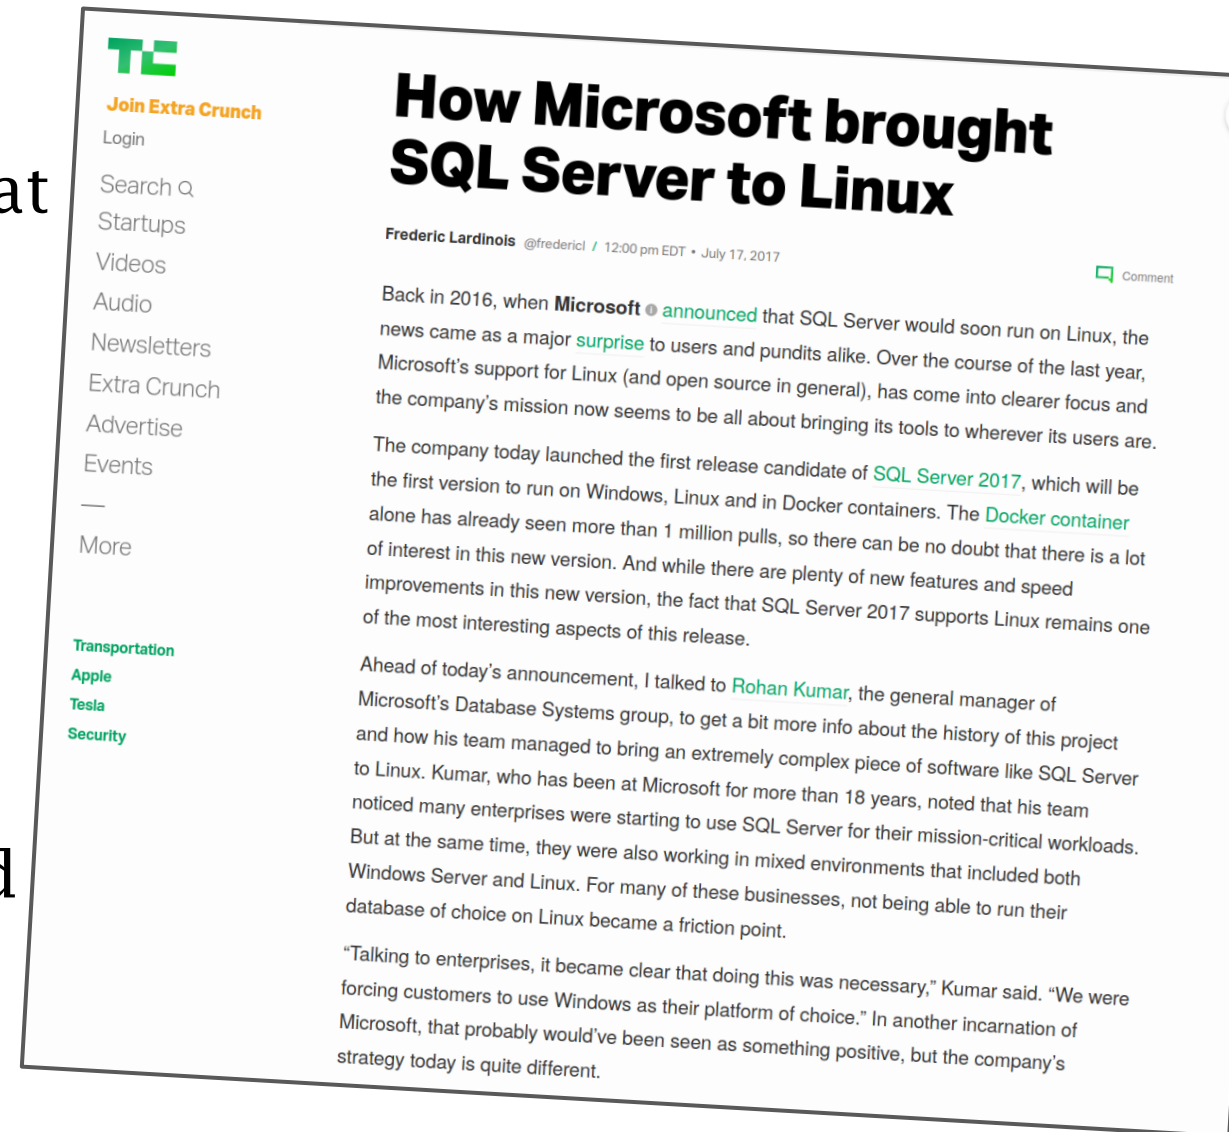 at
d
TC
Join Extra Crunch
Login
Search
Startups
Videos
Audio
Newsletters
Extra Crunch
Advertise
Events
—
More
Transportation
Apple
Tesla
Security
How Microsoft brought
SQL Server to Linux
Frederic Lardinois @fredericl / 12:00 pm EDT • July 17, 2017
Comment
Back in 2016, when Microsoft announced that SQL Server would soon run on Linux, the
news came as a major surprise to users and pundits alike. Over the course of the last year,
Microsoft’s support for Linux (and open source in general), has come into clearer focus and
the company’s mission now seems to be all about bringing its tools to wherever its users are.
The company today launched the first release candidate of SQL Server 2017, which will be
the first version to run on Windows, Linux and in Docker containers. The Docker container
alone has already seen more than 1 million pulls, so there can be no doubt that there is a lot
of interest in this new version. And while there are plenty of new features and speed
improvements in this new version, the fact that SQL Server 2017 supports Linux remains one
of the most interesting aspects of this release.
Ahead of today’s announcement, I talked to Rohan Kumar, the general manager of
Microsoft’s Database Systems group, to get a bit more info about the history of this project
and how his team managed to bring an extremely complex piece of software like SQL Server
to Linux. Kumar, who has been at Microsoft for more than 18 years, noted that his team
noticed many enterprises were starting to use SQL Server for their mission-critical workloads.
But at the same time, they were also working in mixed environments that included both
Windows Server and Linux. For many of these businesses, not being able to run their
database of choice on Linux became a friction point.
“Talking to enterprises, it became clear that doing this was necessary,” Kumar said. “We were
forcing customers to use Windows as their platform of choice.” In another incarnation of
Microsoft, that probably would’ve been seen as something positive, but the company’s
strategy today is quite different.